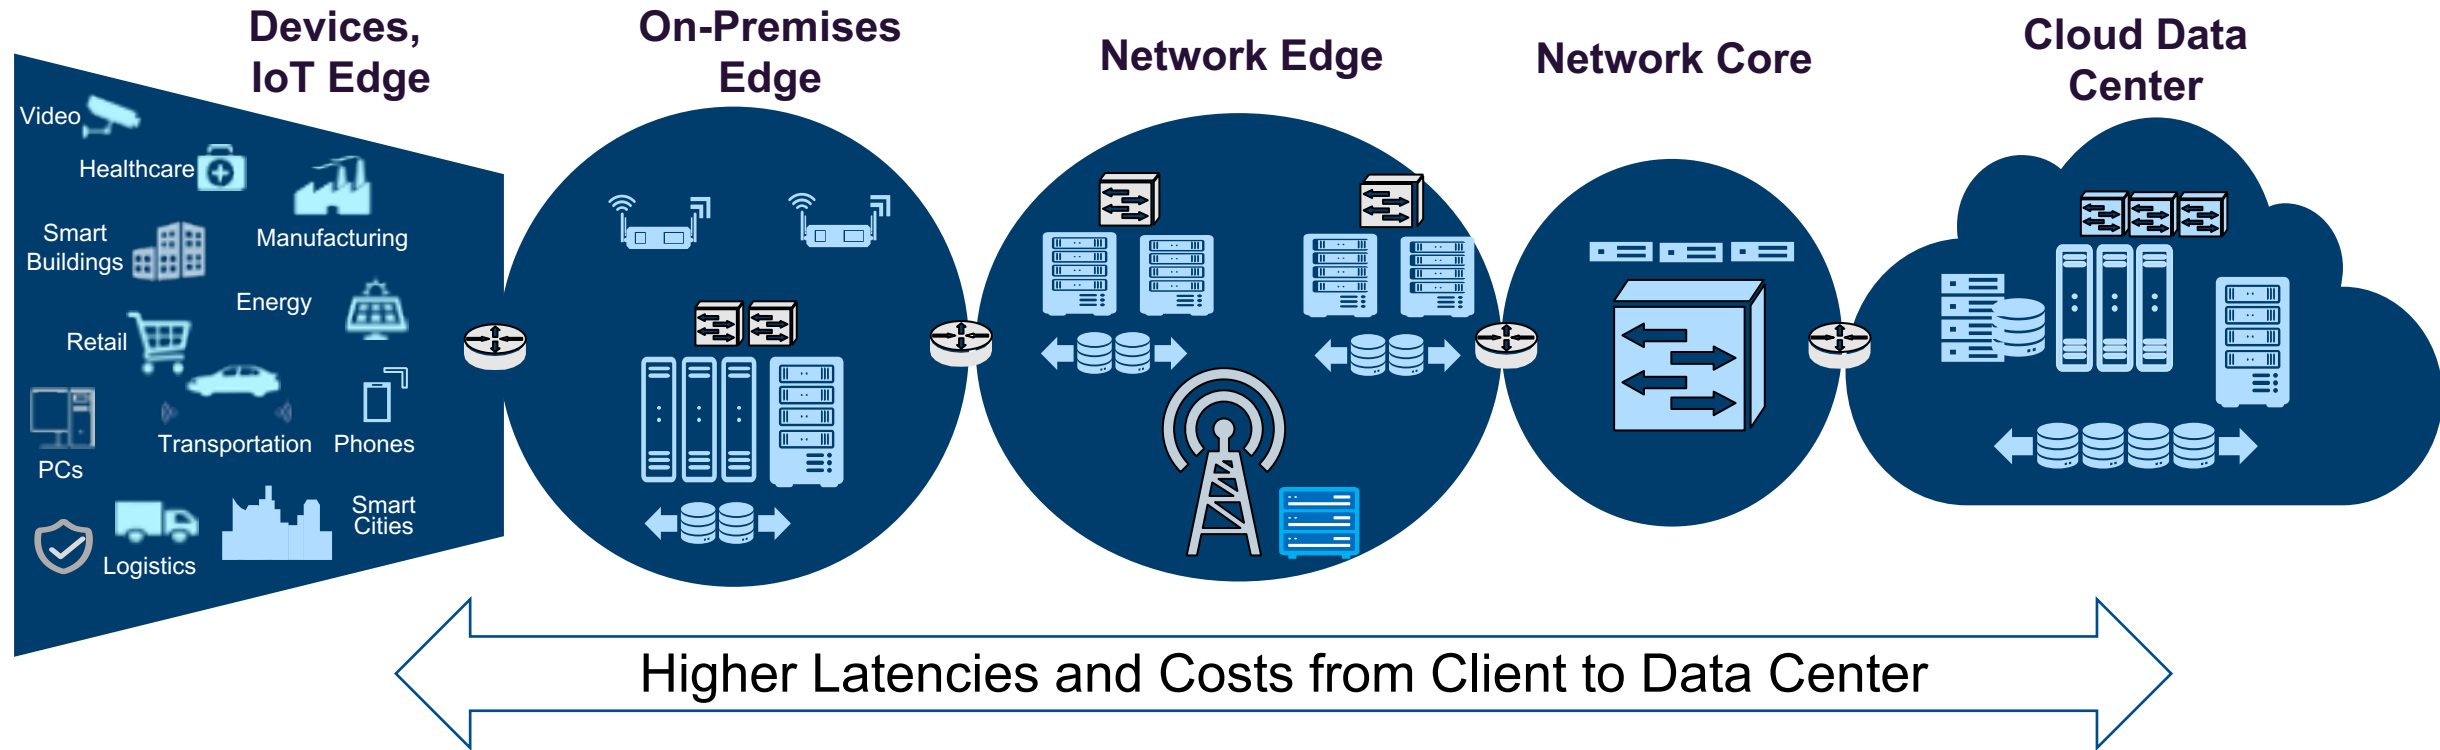 Devices,
IoT Edge
On-Premises
Edge
Network Edge
Network Core
Cloud Data
Center
Video
Healthcare
Manufacturing
Smart
Buildings
Energy
Retail
Transportation
Phones
PCs
Smart
Cities
Logistics
Higher Latencies and Costs from Client to Data Center